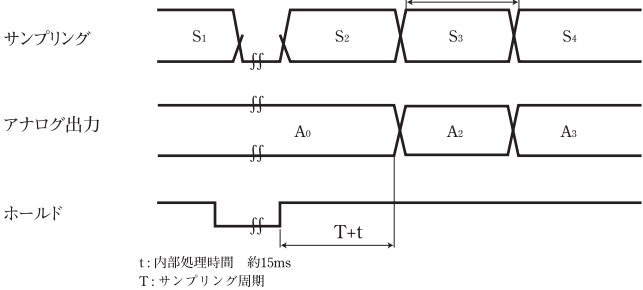 サンプリング S1 S2 S3 S4
アナログ出力 A0 A2 A3
ホールド
T+t
t : 内部処理時間　約15ms
T : サンプリング周期